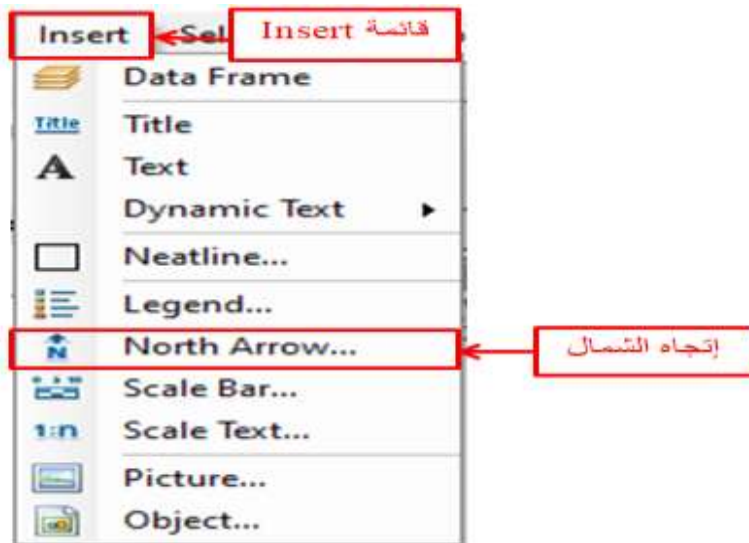 Insert Sel قائمة Insert
Data Frame
Title Title
A Text
Dynamic Text
Neatline...
Legend...
N North Arrow... إتجاه الشمال
Scale Bar...
1:n Scale Text...
Picture...
Object...